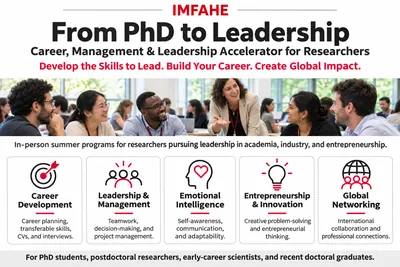 IMFAHE
From PhD to Leadership
Career, Management & Leadership Accelerator for Researchers
Develop the Skills to Lead. Build Your Career. Create Global Impact.
In-person summer programs for researchers pursuing leadership in academia, industry, and entrepreneurship.
Career
Development
Career planning,
transferable skills,
CVs, and interviews.
Leadership &
Management
Teamwork,
decision-making, and
project management.
Emotional
Intelligence
Self-awareness,
communication,
and adaptability.
Entrepreneurship
& Innovation
Creative problem-solving
and entrepreneurial
thinking.
Global
Networking
International
collaboration and
professional connections.
For PhD students, postdoctoral researchers, early-career scientists, and recent doctoral graduates.